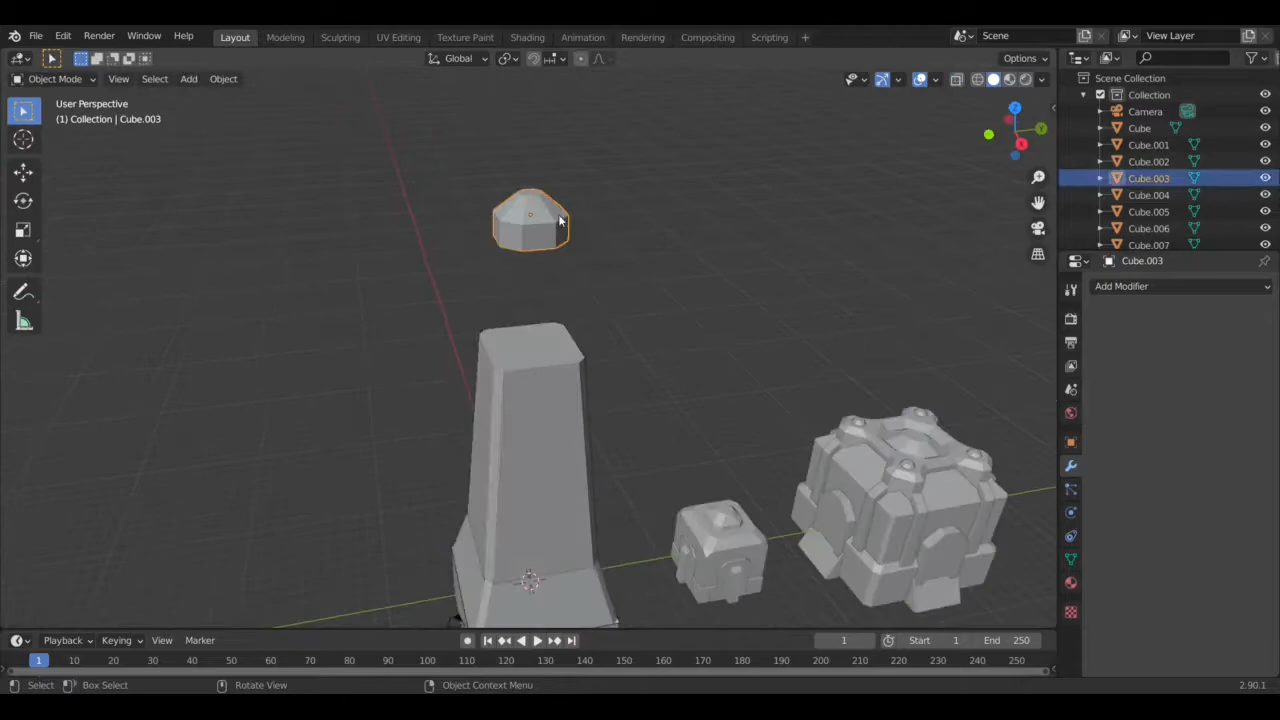 File Edit Render Window Help Layout Modeling Sculpting UV Editing Texture Paint Shading Animation Rendering Compositing Scripting + Scene View Layer
Global Options
Object Mode View Select Add Object
User Perspective
(1) Collection | Cube.003
Z
Y
X
Scene Collection
Collection
Camera
Cube
Cube.001
Cube.002
Cube.003
Cube.004
Cube.005
Cube.006
Cube.007
Cube.003
Add Modifier
Playback Keying View Marker 1 Start 1 End 250
1 10 20 30 40 50 60 70 80 90 100 110 120 130 140 150 160 170 180 190 200 210 220 230 240 250
Select Box Select Rotate View Object Context Menu 2.90.1